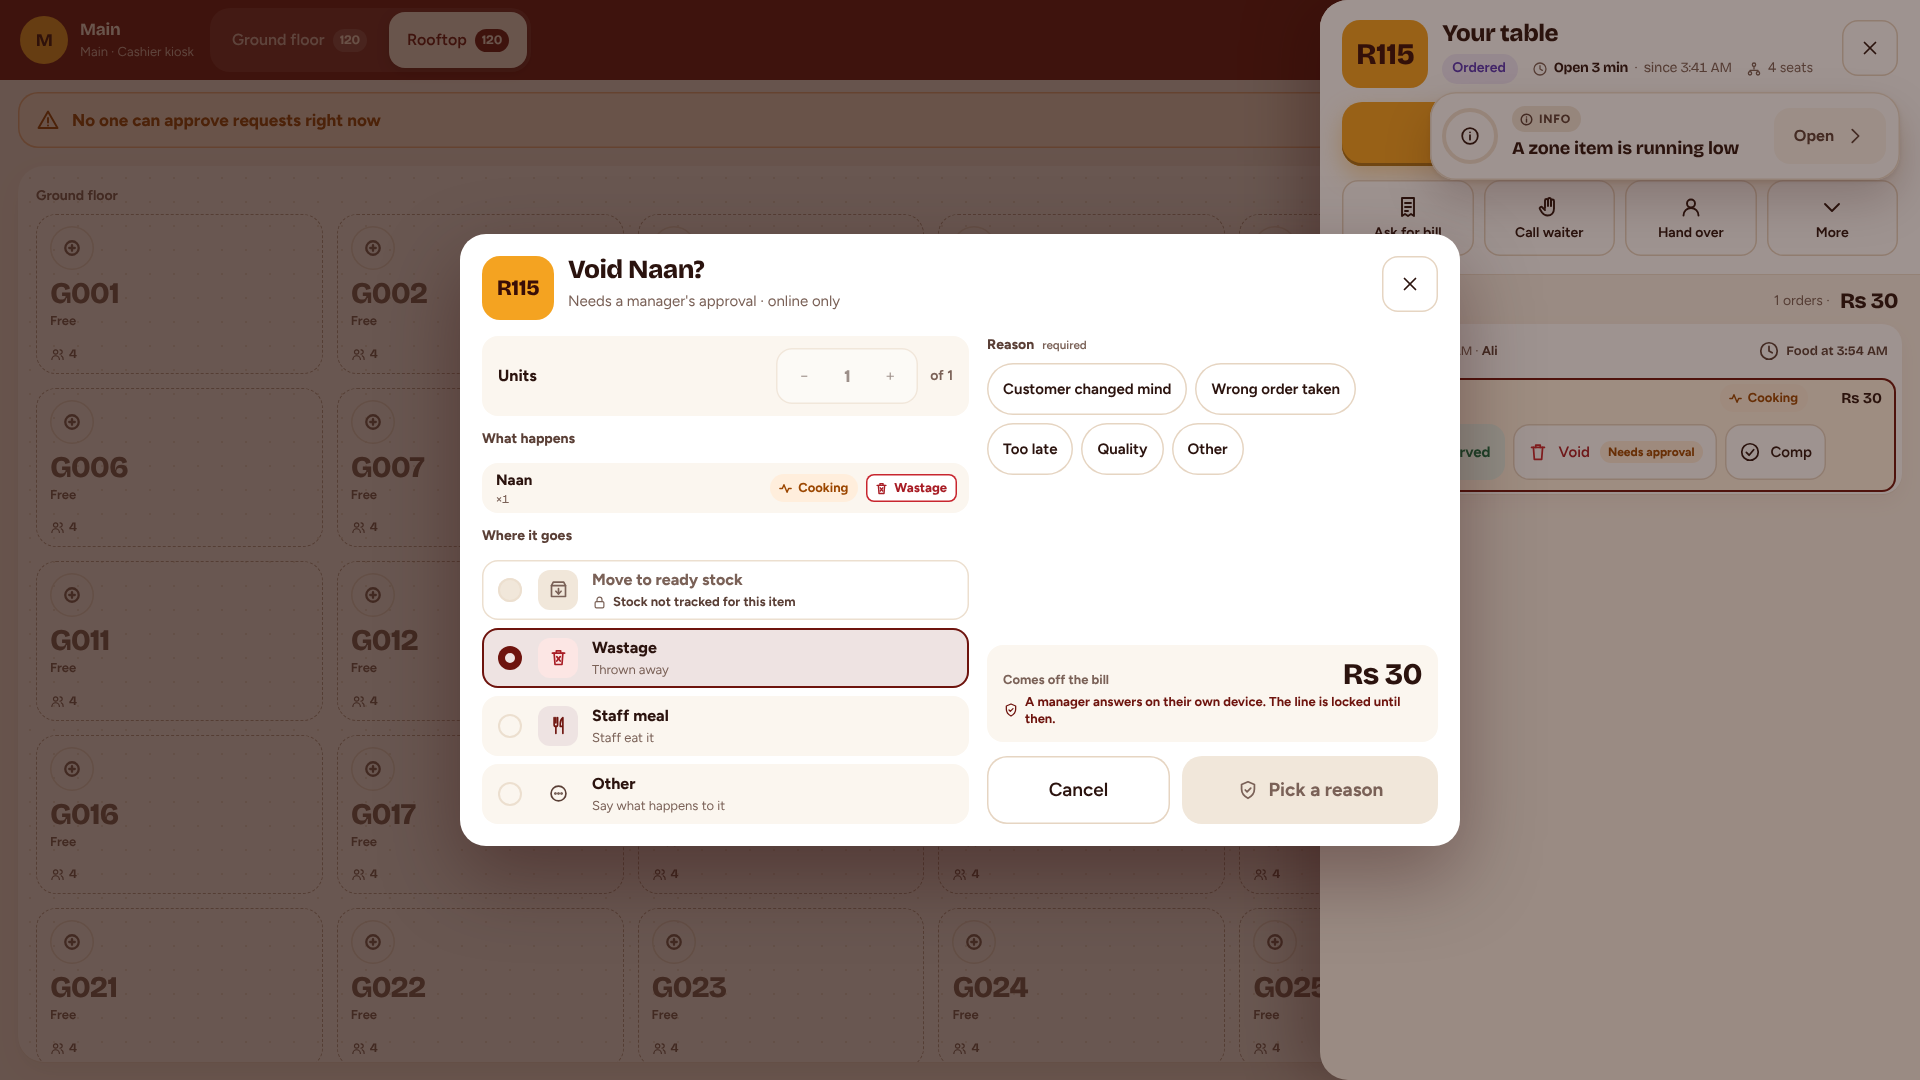 M
Main
Main · Cashier kiosk
Ground floor 120
Rooftop 120
No one can approve requests right now
Ground floor
G001
Free
4
G002
Free
4
G006
Free
4
G007
Free
4
G011
Free
4
G012
Free
4
G016
Free
4
G017
Free
4
4
4
4
G021
Free
4
G022
Free
4
G023
Free
4
G024
Free
4
G025
Free
4
R115
Your table
Ordered
Open 3 min · since 3:41 AM
4 seats
INFO
A zone item is running low
Open
Ask for bill
Call waiter
Hand over
More
1 orders · Rs 30
· Ali
Food at 3:54 AM
Cooking
Rs 30
Void Needs approval
Comp
R115
Void Naan?
Needs a manager's approval · online only
Units
− 1 + of 1
What happens
Naan
×1
Cooking
Wastage
Where it goes
Move to ready stock
Stock not tracked for this item
Wastage
Thrown away
Staff meal
Staff eat it
Other
Say what happens to it
Reason required
Customer changed mind
Wrong order taken
Too late
Quality
Other
Comes off the bill
Rs 30
A manager answers on their own device. The line is locked until
then.
Cancel
Pick a reason